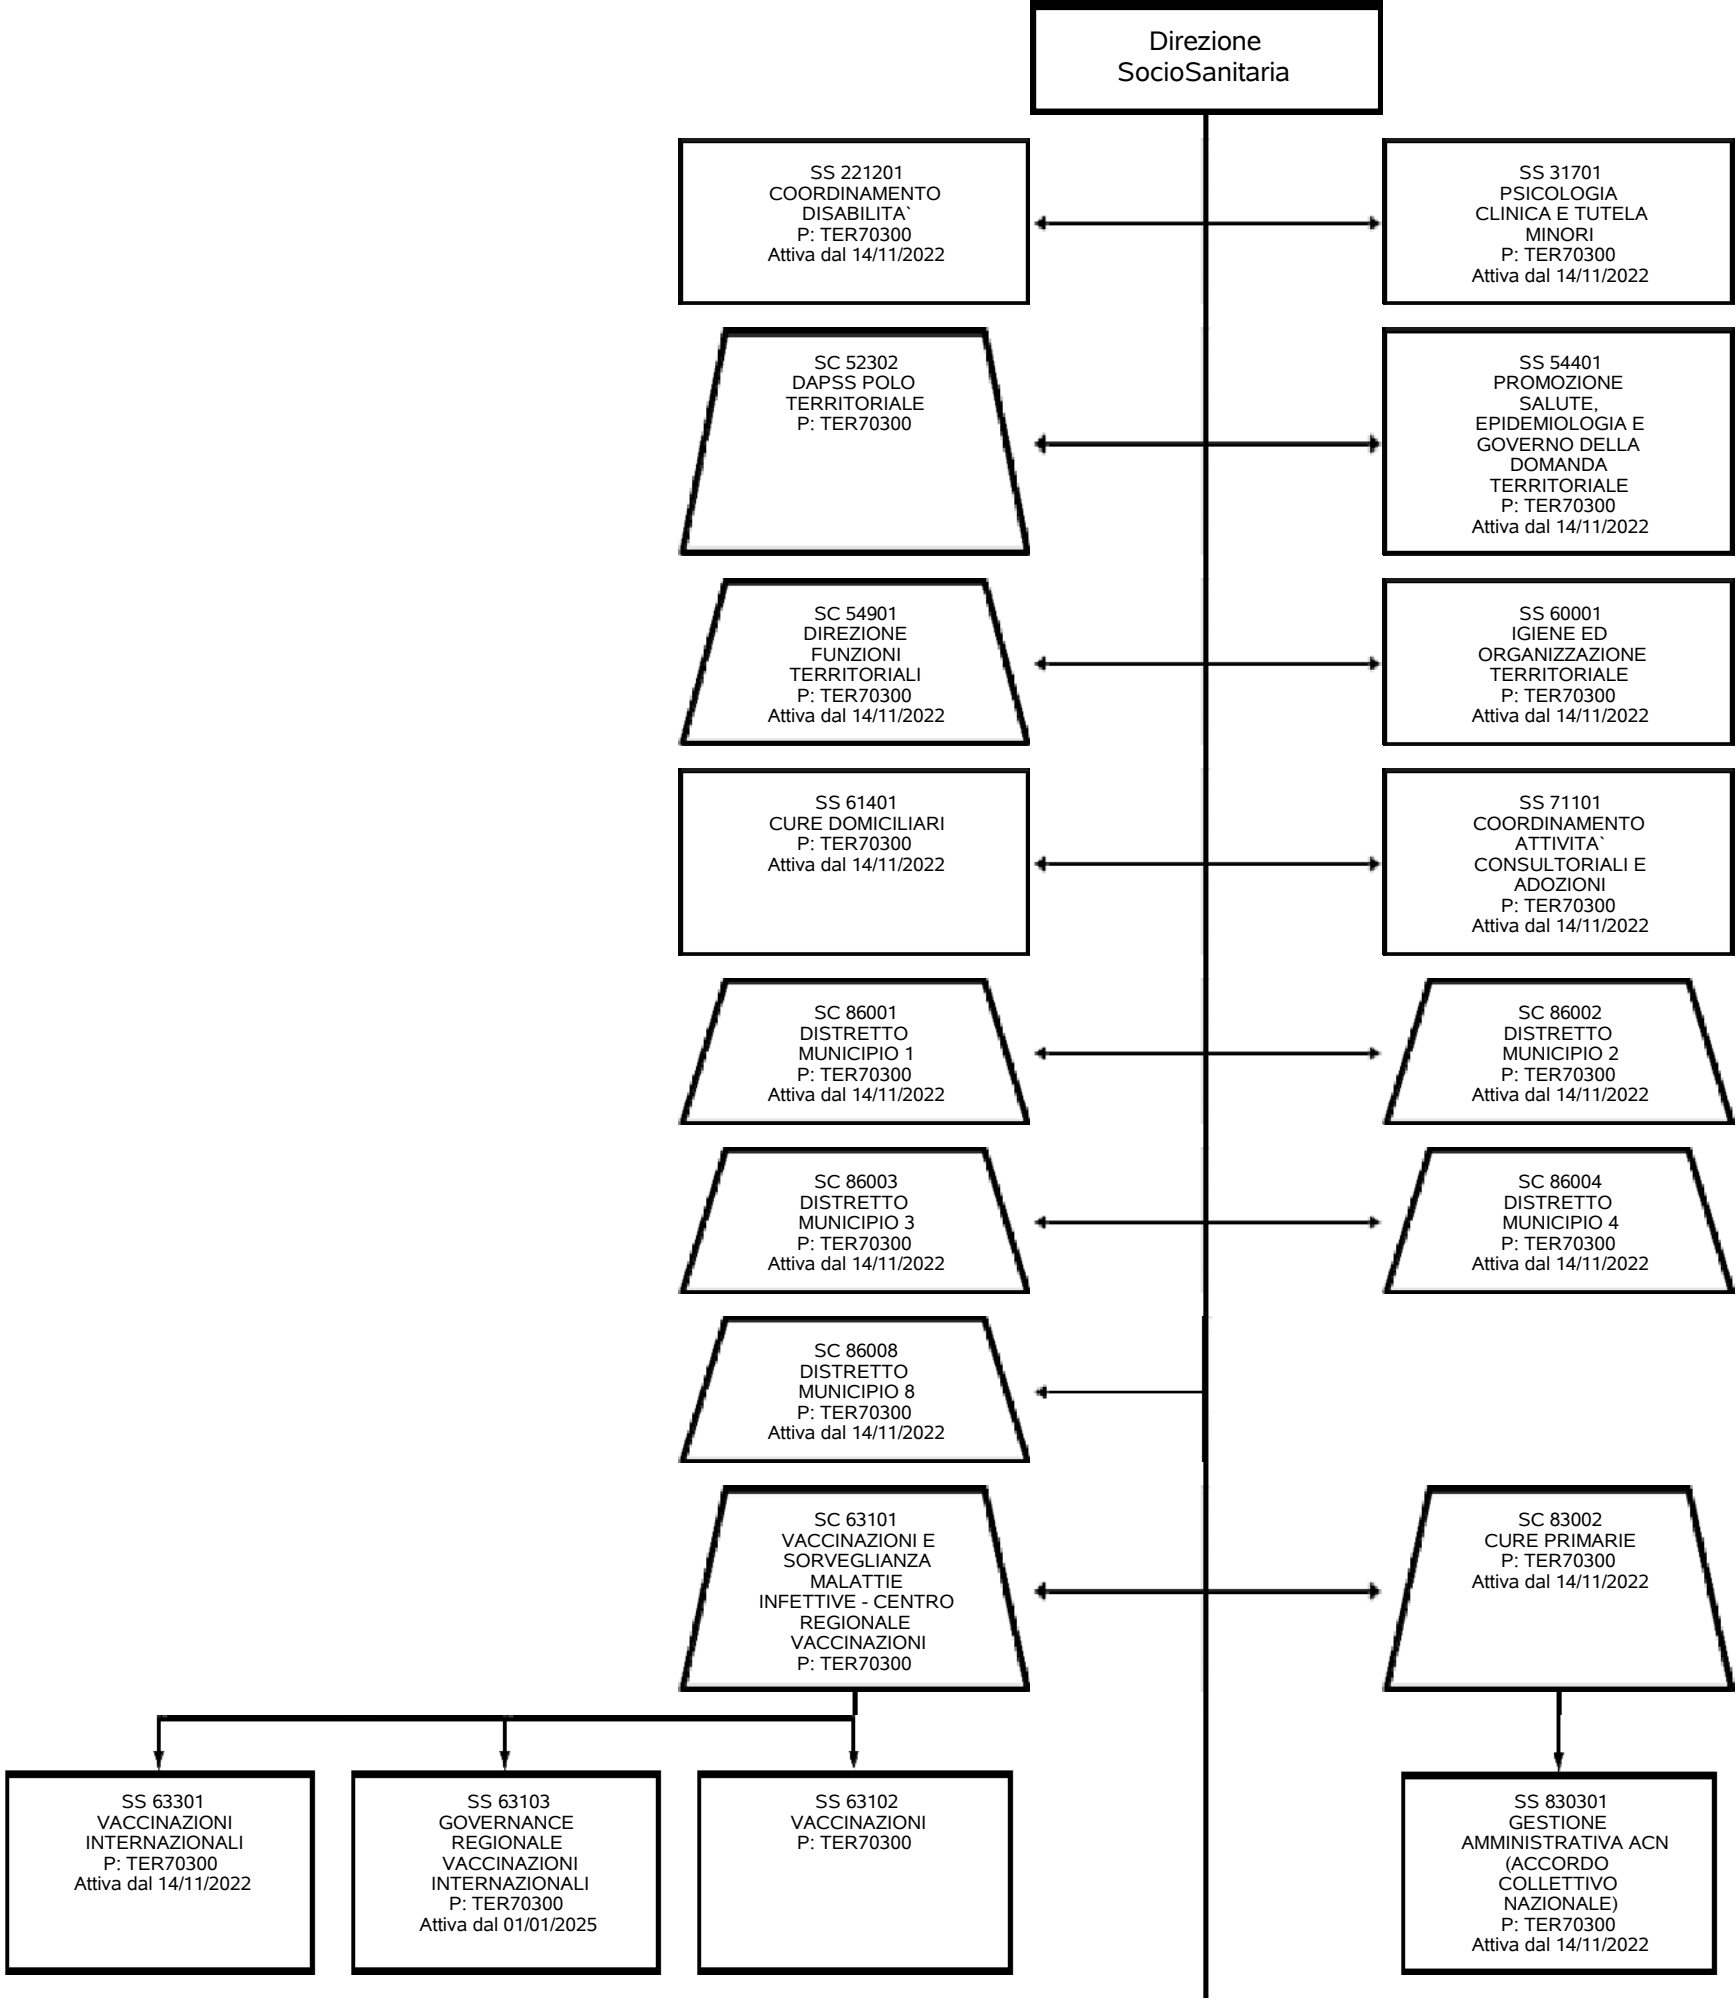 Direzione
SocioSanitaria
SS 221201
COORDINAMENTO
DISABILITA`
P: TER70300
Attiva dal 14/11/2022
SS 31701
PSICOLOGIA
CLINICA E TUTELA
MINORI
P: TER70300
Attiva dal 14/11/2022
SC 52302
DAPSS POLO
TERRITORIALE
P: TER70300
SS 54401
PROMOZIONE
SALUTE,
EPIDEMIOLOGIA E
GOVERNO DELLA
DOMANDA
TERRITORIALE
P: TER70300
Attiva dal 14/11/2022
SC 54901
DIREZIONE
FUNZIONI
TERRITORIALI
P: TER70300
Attiva dal 14/11/2022
SS 60001
IGIENE ED
ORGANIZZAZIONE
TERRITORIALE
P: TER70300
Attiva dal 14/11/2022
SS 61401
CURE DOMICILIARI
P: TER70300
Attiva dal 14/11/2022
SS 71101
COORDINAMENTO
ATTIVITA`
CONSULTORIALI E
ADOZIONI
P: TER70300
Attiva dal 14/11/2022
SC 86001
DISTRETTO
MUNICIPIO 1
P: TER70300
Attiva dal 14/11/2022
SC 86002
DISTRETTO
MUNICIPIO 2
P: TER70300
Attiva dal 14/11/2022
SC 86003
DISTRETTO
MUNICIPIO 3
P: TER70300
Attiva dal 14/11/2022
SC 86004
DISTRETTO
MUNICIPIO 4
P: TER70300
Attiva dal 14/11/2022
SC 86008
DISTRETTO
MUNICIPIO 8
P: TER70300
Attiva dal 14/11/2022
SC 63101
VACCINAZIONI E
SORVEGLIANZA
MALATTIE
INFETTIVE - CENTRO
REGIONALE
VACCINAZIONI
P: TER70300
SC 83002
CURE PRIMARIE
P: TER70300
Attiva dal 14/11/2022
SS 63301
VACCINAZIONI
INTERNAZIONALI
P: TER70300
Attiva dal 14/11/2022
SS 63103
GOVERNANCE
REGIONALE
VACCINAZIONI
INTERNAZIONALI
P: TER70300
Attiva dal 01/01/2025
SS 63102
VACCINAZIONI
P: TER70300
SS 830301
GESTIONE
AMMINISTRATIVA ACN
(ACCORDO
COLLETTIVO
NAZIONALE)
P: TER70300
Attiva dal 14/11/2022